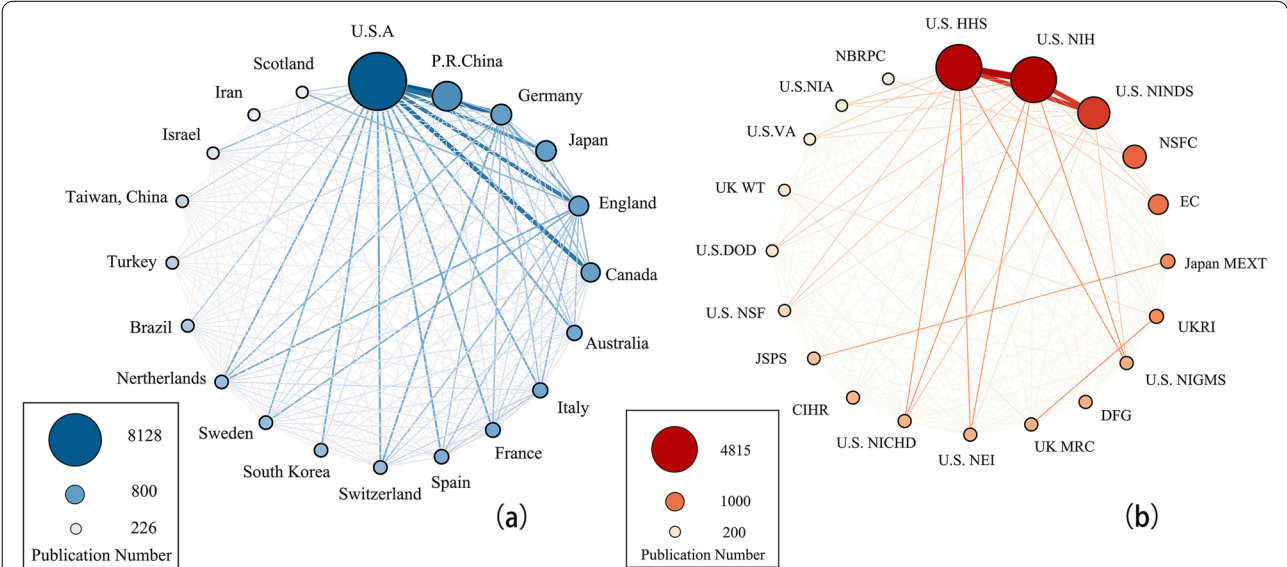 U.S.A
P.R.China
Germany
Japan
England
Canada
Australia
Italy
France
Spain
Switzerland
South Korea
Sweden
Nertherlands
Brazil
Turkey
Taiwan, China
Israel
Iran
Scotland
8128
800
226
Publication Number
(a)
U.S. HHS
U.S. NIH
U.S. NINDS
NSFC
EC
Japan MEXT
UKRI
U.S. NIGMS
DFG
UK MRC
U.S. NEI
U.S. NICHD
CIHR
JSPS
U.S. NSF
U.S.DOD
UK WT
U.S.VA
U.S.NIA
NBRPC
4815
1000
200
Publication Number
(b)